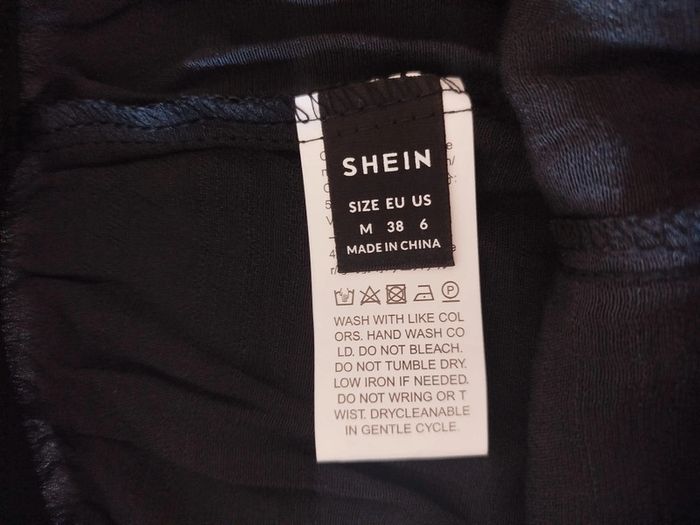 SHEIN
SIZE EU US
M 38 6
MADE IN CHINA
WASH WITH LIKE COL
ORS. HAND WASH CO
LD. DO NOT BLEACH.
DO NOT TUMBLE DRY.
LOW IRON IF NEEDED.
DO NOT WRING OR T
WIST. DRYCLEANABLE
IN GENTLE CYCLE.